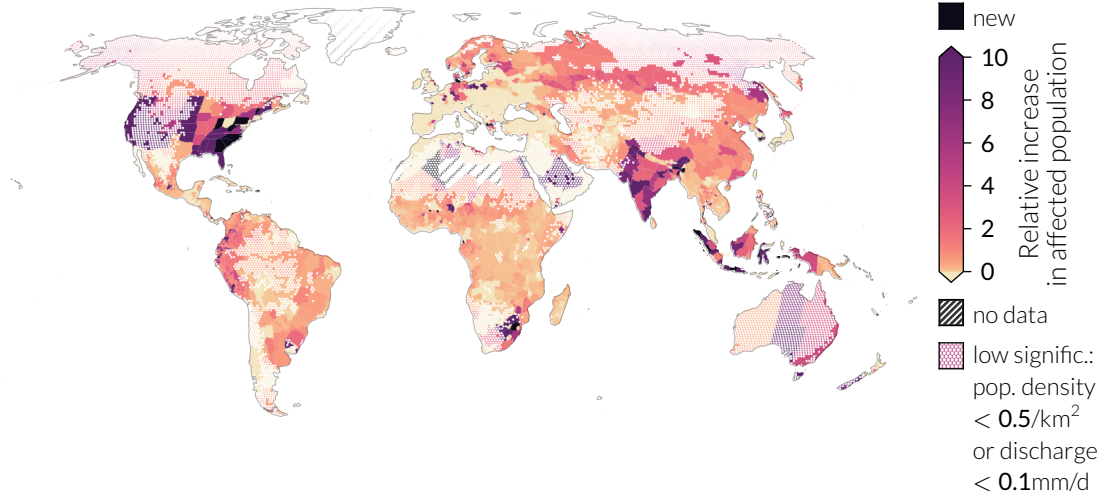 new
10
8
6
4
2
0
Relative increase
in affected population
no data
low signific.:
pop. density
< 0.5/km²
or discharge
< 0.1mm/d